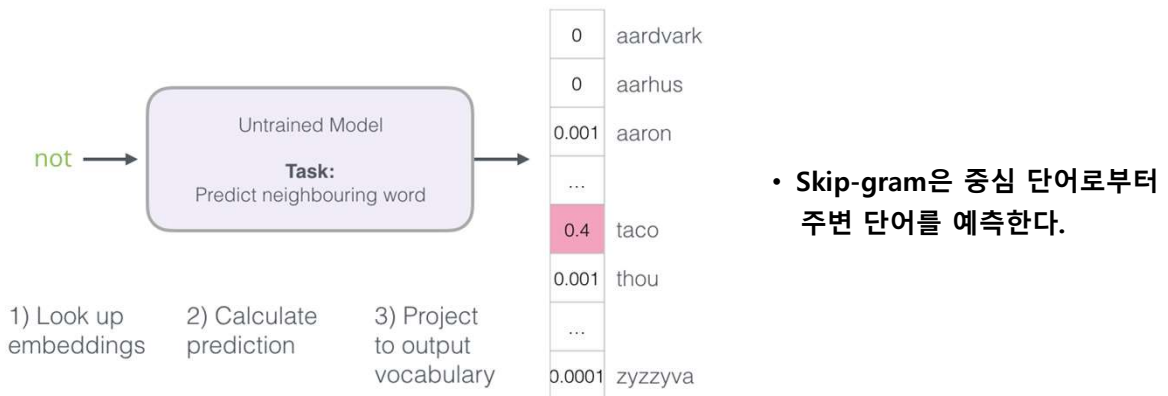 not
Untrained Model
Task:
Predict neighbouring word
1) Look up
embeddings
2) Calculate
prediction
3) Project
to output
vocabulary
0 aardvark
0 aarhus
0.001 aaron
...
0.4 taco
0.001 thou
...
0.0001 zyzzyva
• Skip-gram은 중심 단어로부터
주변 단어를 예측한다.